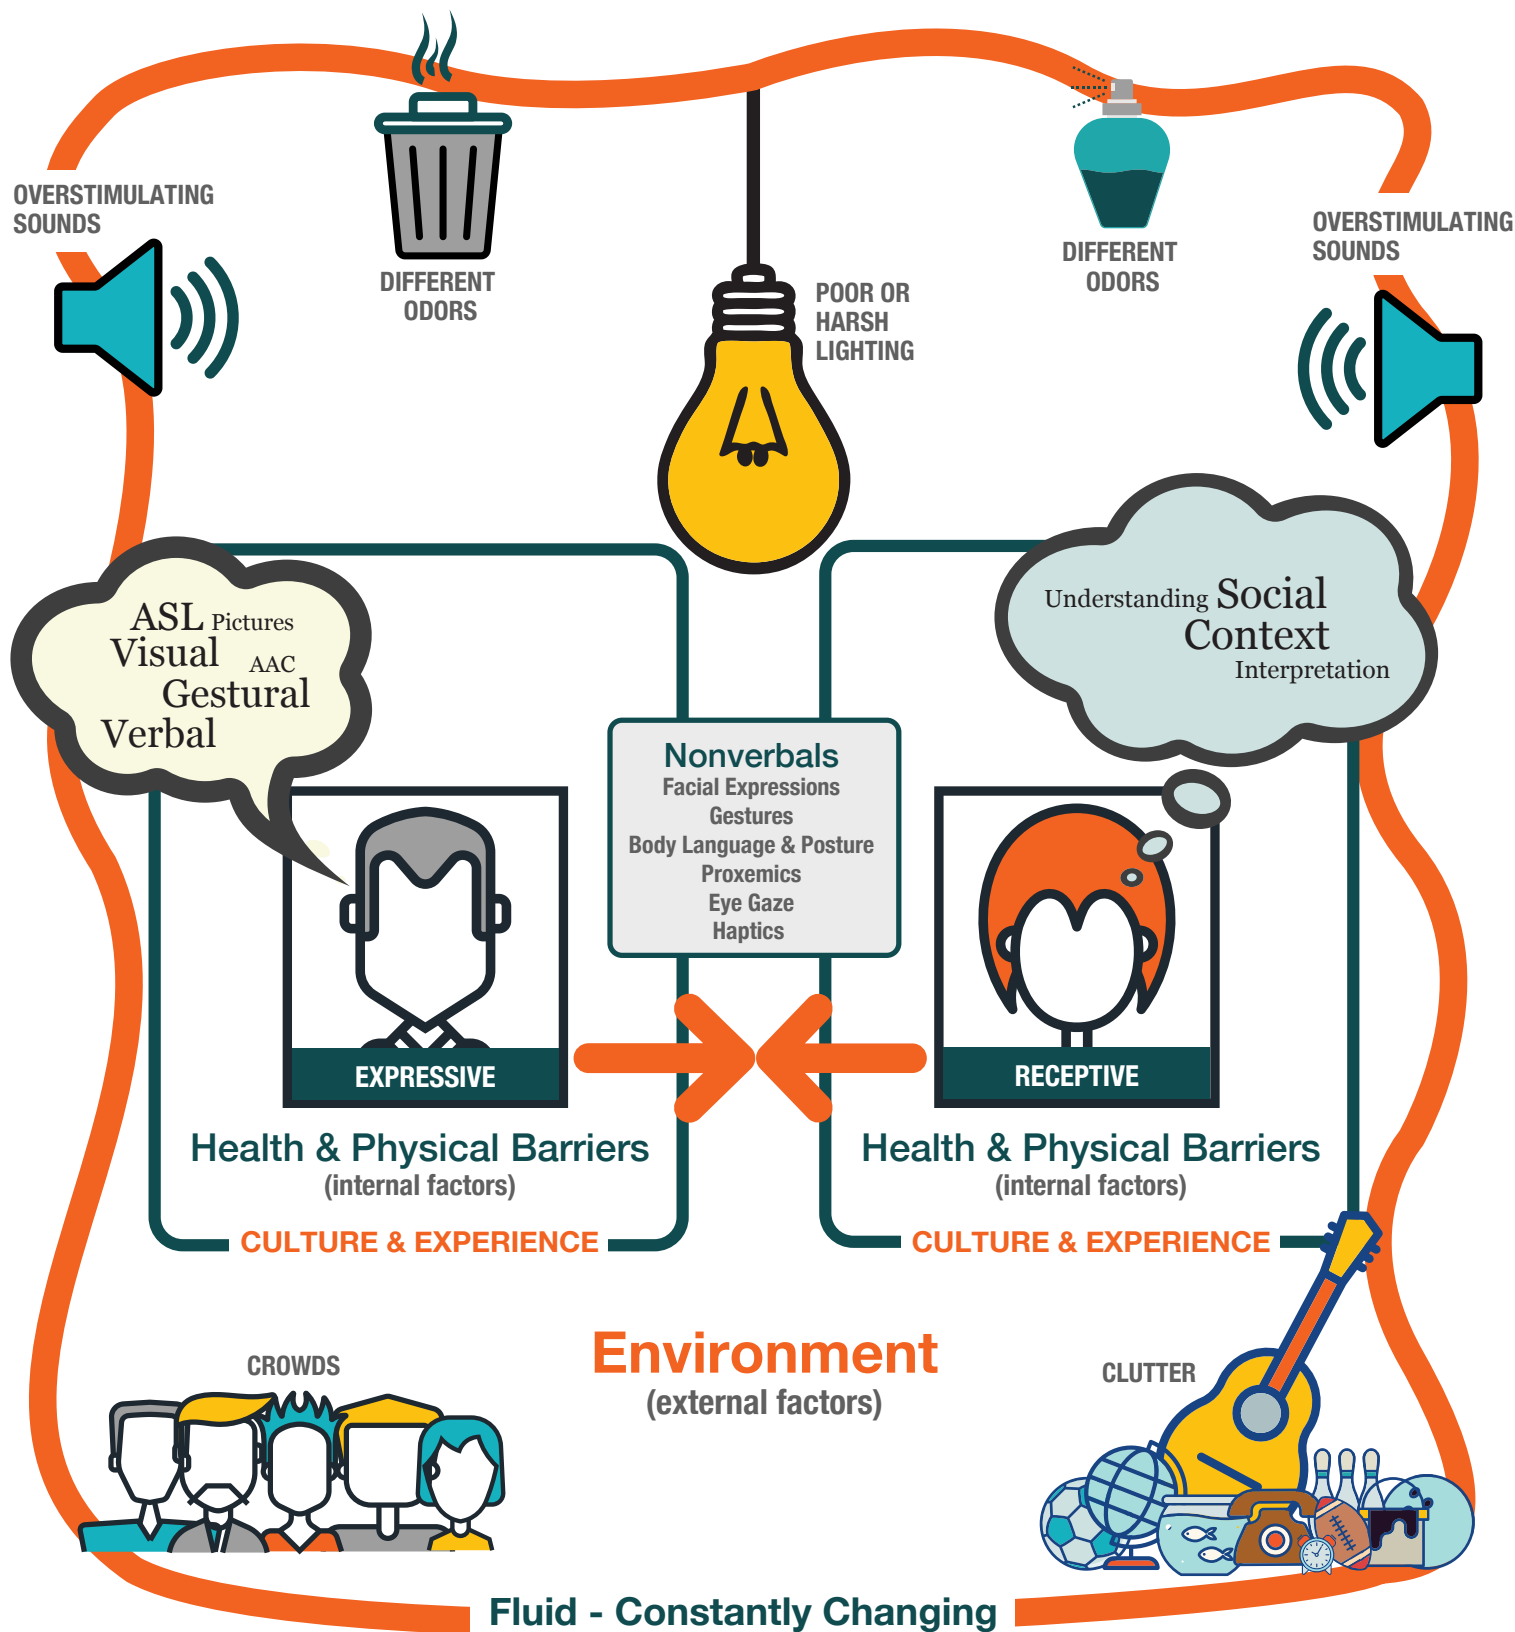 OVERSTIMULATING
SOUNDS
DIFFERENT
ODORS
POOR OR
HARSH
LIGHTING
DIFFERENT
ODORS
OVERSTIMULATING
SOUNDS
ASL Pictures
Visual AAC
Gestural
Verbal
Understanding Social
Context
Interpretation
Nonverbals
Facial Expressions
Gestures
Body Language & Posture
Proxemics
Eye Gaze
Haptics
EXPRESSIVE
RECEPTIVE
Health & Physical Barriers
(internal factors)
CULTURE & EXPERIENCE
Health & Physical Barriers
(internal factors)
CULTURE & EXPERIENCE
Environment
(external factors)
CROWDS
CLUTTER
Fluid - Constantly Changing